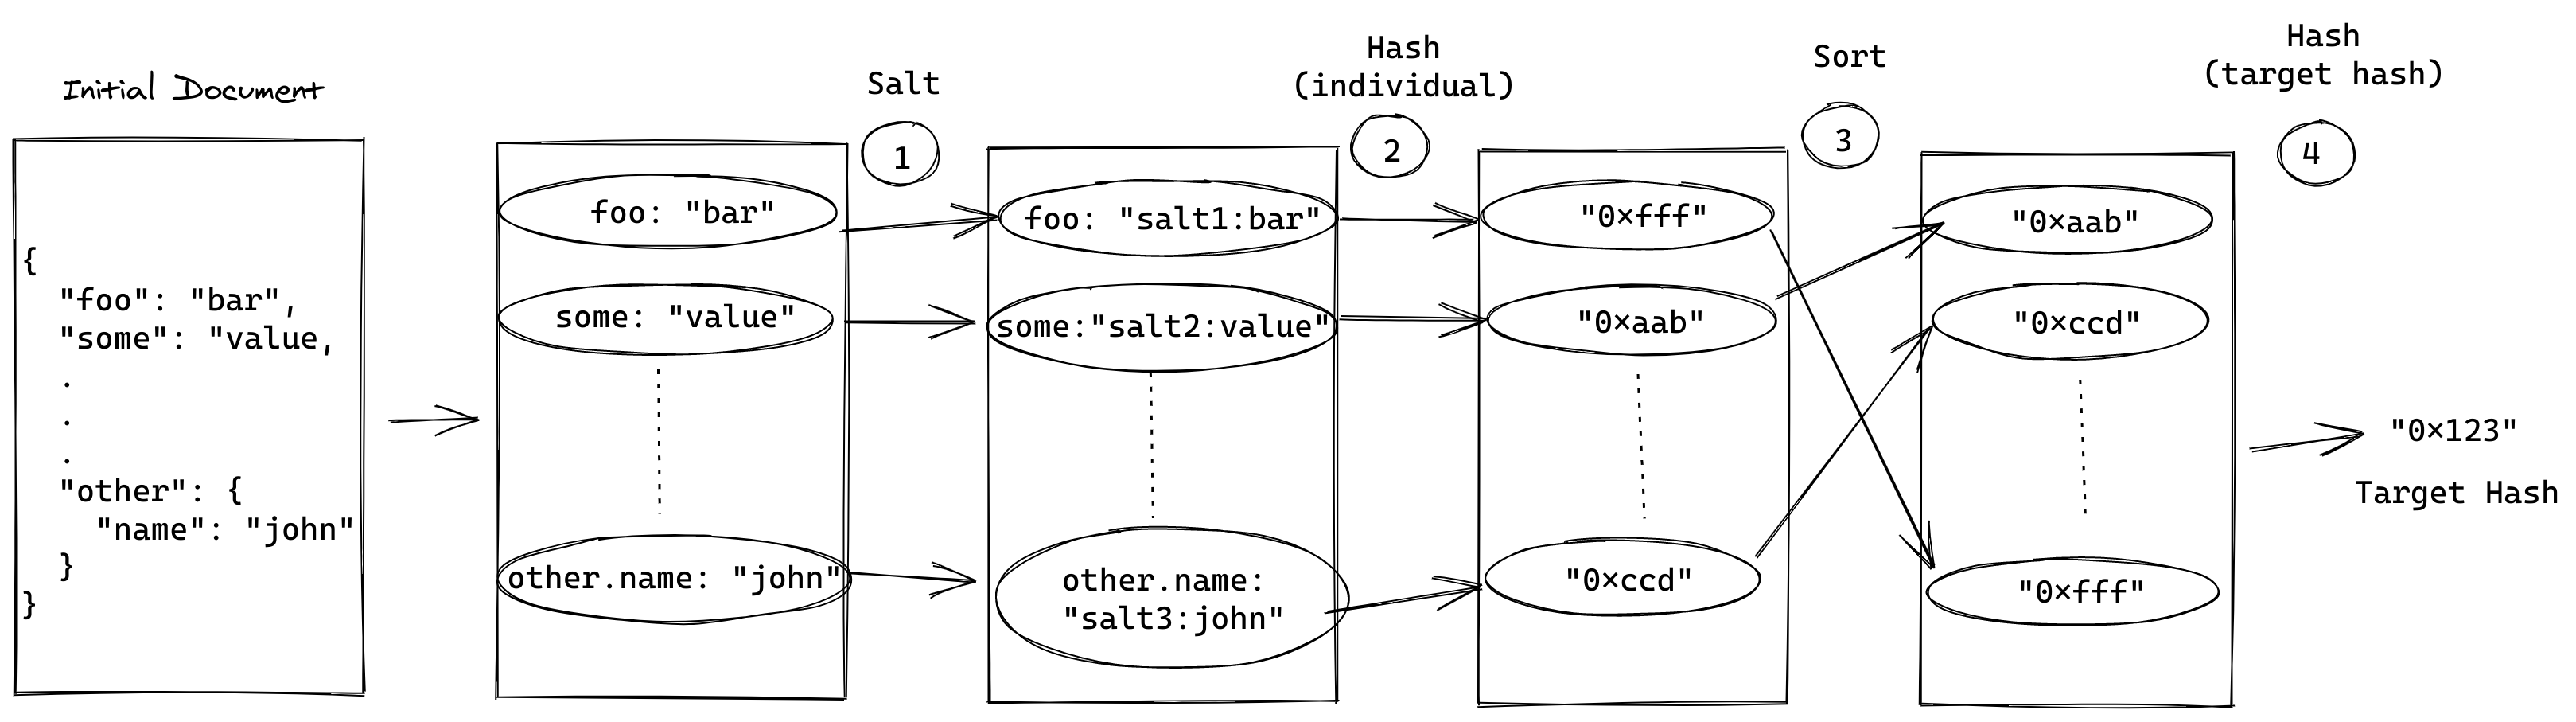 Initial Document
{
"foo": "bar",
"some": "value,
.
.
.
"other": {
"name": "john"
}
}
foo: "bar"
some: "value"
other.name: "john"
Salt
1
foo: "salt1:bar"
some:"salt2:value"
other.name:
"salt3:john"
Hash
(individual)
2
"0×fff"
"0×aab"
"0×ccd"
Sort
3
"0×aab"
"0×ccd"
"0×fff"
Hash
(target hash)
4
"0×123"
Target Hash